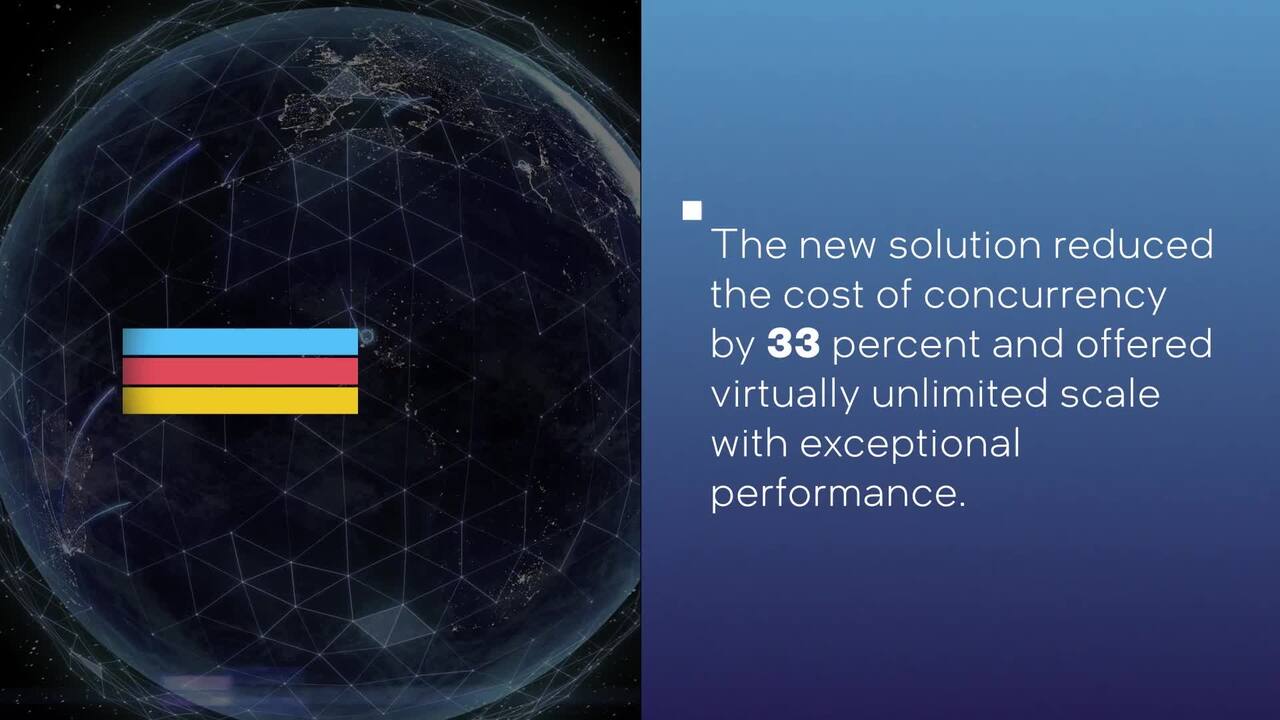 The new solution reduced
the cost of concurrency
by 33 percent and offered
virtually unlimited scale
with exceptional
performance.